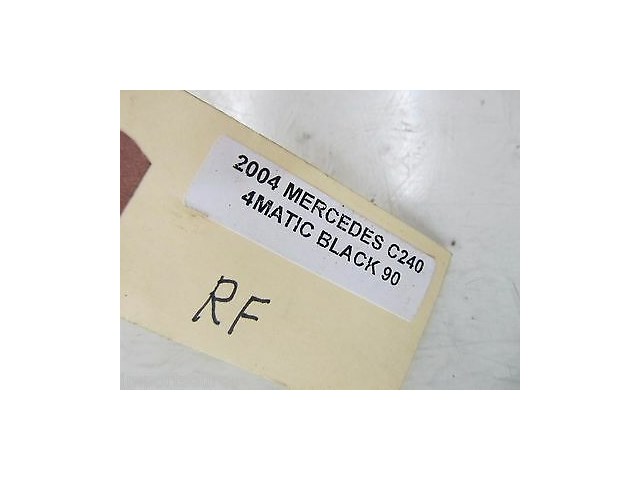 2004 MERCEDES C240
4MATIC BLACK 90
RF